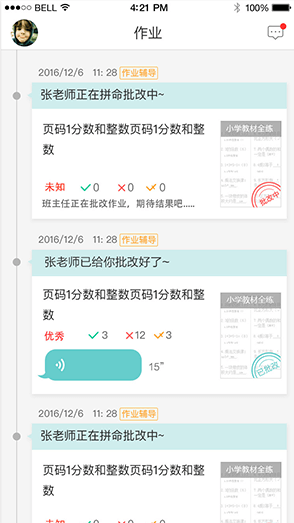 BELL 4:21 PM 100%
作业
2016/12/6 11: 28 作业辅导
张老师正在拼命批改中~
页码1分数和整数页码1分数和整
数
小学教材全练
未知 0 0 0
批改中
班主任正在批改作业，期待结果吧.....
2016/12/6 11: 28 作业辅导
张老师已给你批改好了~
页码1分数和整数页码1分数和整
数
小学教材全练
优秀 3 12 3
已批改
15"
2016/12/6 11: 28 作业辅导
张老师正在拼命批改中~
页码1分数和整数页码1分数和整
数
小学教材全练